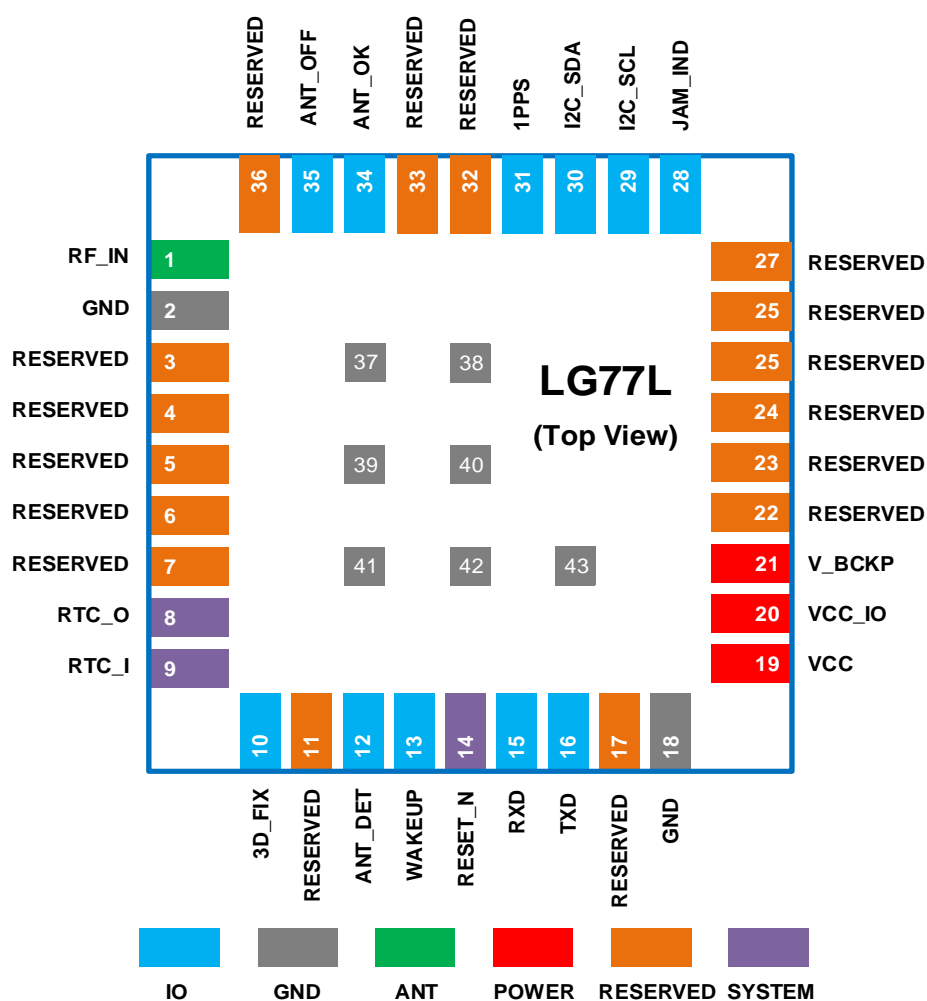 RESERVED
ANT_OFF
ANT_OK
RESERVED
RESERVED
1PPS
I2C_SDA
I2C_SCL
JAM_IND
36
35
34
33
32
31
30
29
28
RF_IN 1
GND 2
RESERVED 3
RESERVED 4
RESERVED 5
RESERVED 6
RESERVED 7
RTC_O 8
RTC_I 9
37 38
39 40
41 42 43
LG77L
(Top View)
27 RESERVED
25 RESERVED
25 RESERVED
24 RESERVED
23 RESERVED
22 RESERVED
21 V_BCKP
20 VCC_IO
19 VCC
10
11
12
13
14
15
16
17
18
3D_FIX
RESERVED
ANT_DET
WAKEUP
RESET_N
RXD
TXD
RESERVED
GND
IO GND ANT POWER RESERVED SYSTEM